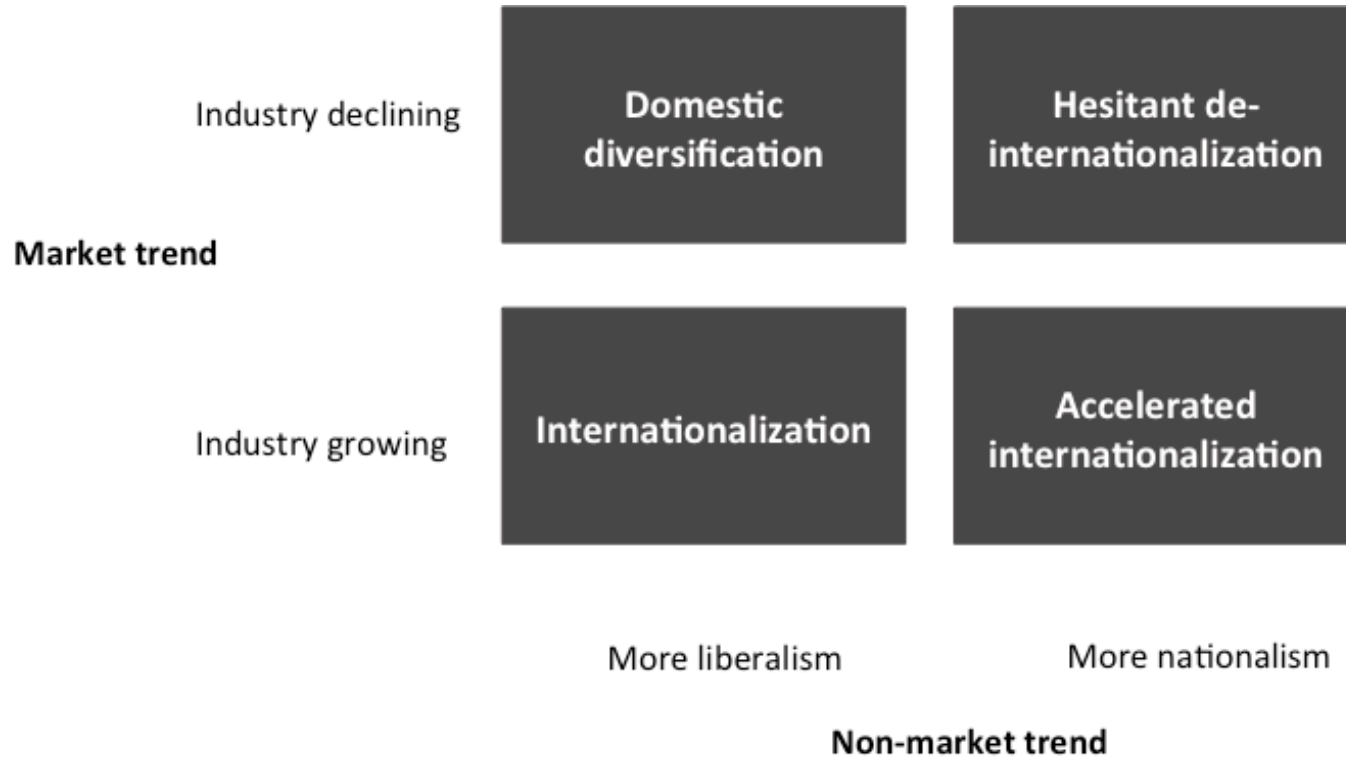 Industry declining
Domestic
diversification
Hesitant de-
internationalization
Market trend
Industry growing
Internationalization
Accelerated
internationalization
More liberalism
More nationalism
Non-market trend